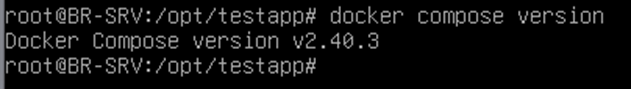 root@BR-SRV:/opt/testapp# docker compose version
Docker Compose version v2.40.3
root@BR-SRV:/opt/testapp#